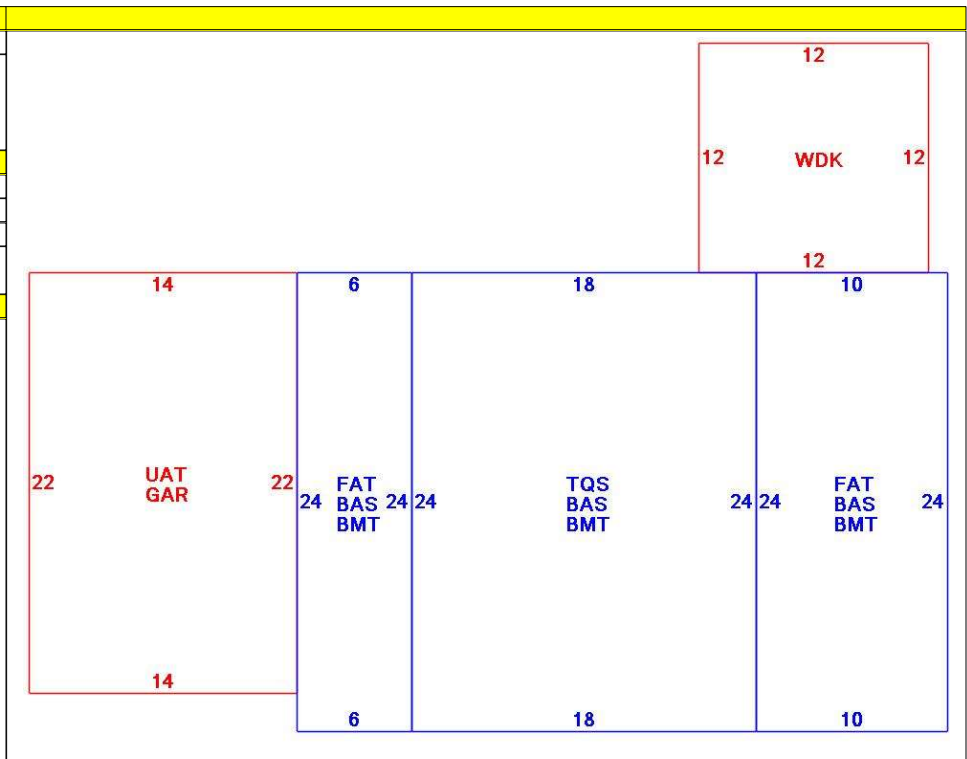 12
12 WDK 12
12
14 6 18 10
22 UAT GAR 22
24 FAT BAS BMT 24
24 TQS BAS BMT 24
24 FAT BAS BMT 24
14
6 18 10